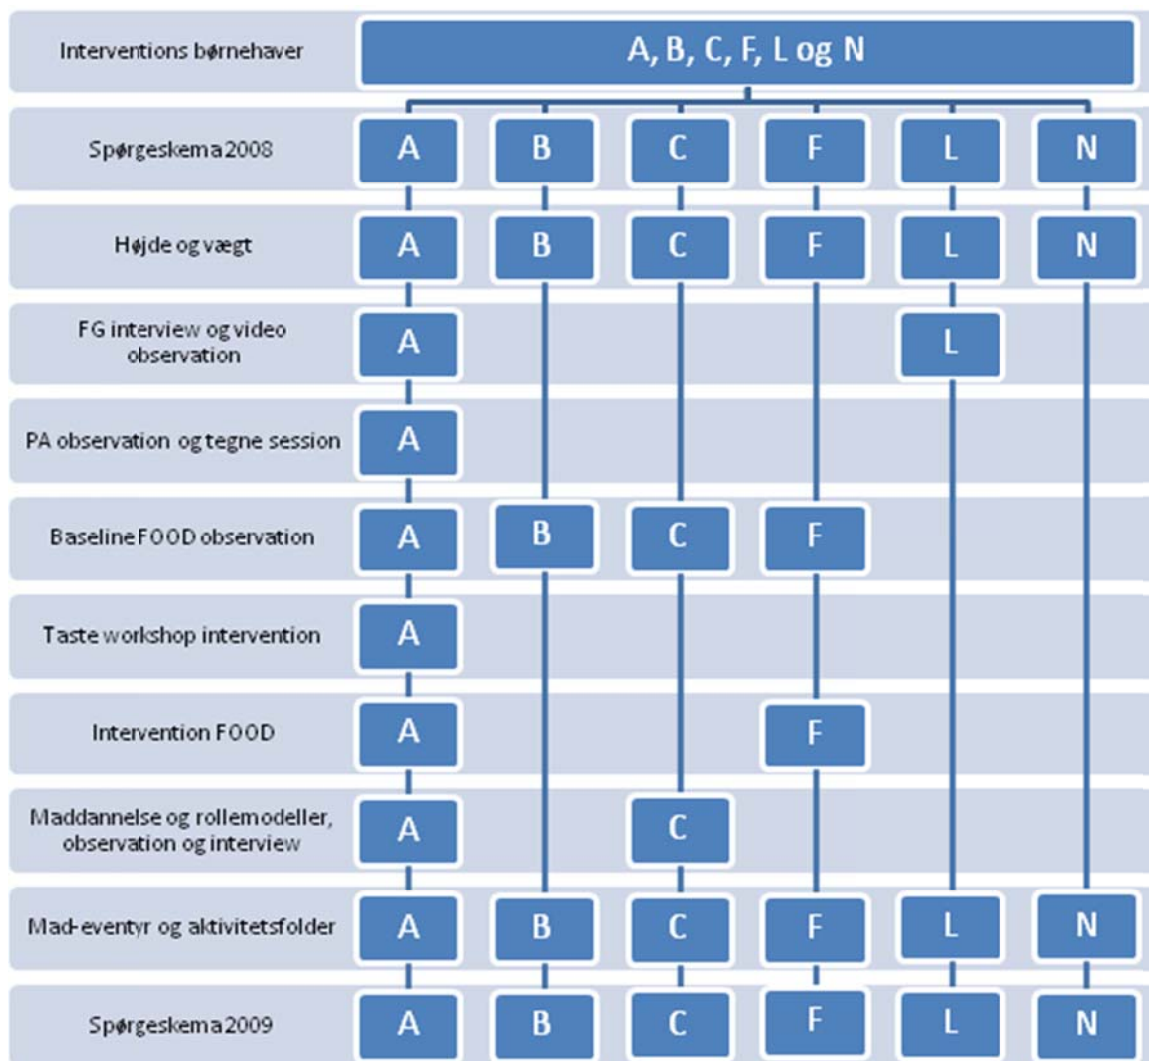 Interventions børnehaver
A, B, C, F, L og N
Spørgeskema 2008
A B C F L N
Højde og vægt
A B C F L N
FG interview og video
observation
A L
PA observation og tegne session
A
Baseline FOOD observation
A B C F
Taste workshop intervention
A
Intervention FOOD
A F
Maddannelse og rollemodeller,
observation og interview
A C
Mad-eventyr og aktivitetsfolder
A B C F L N
Spørgeskema 2009
A B C F L N